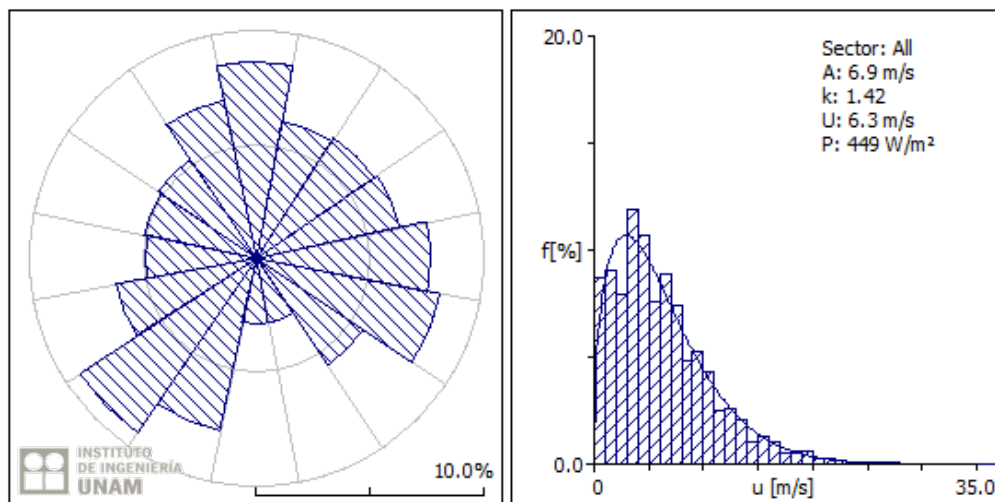 INSTITUTO
DE INGENIERÍA
UNAM
10.0%
20.0
Sector: All
A: 6.9 m/s
k: 1.42
U: 6.3 m/s
P: 449 W/m²
f[%]
0.0
0
u [m/s]
35.0